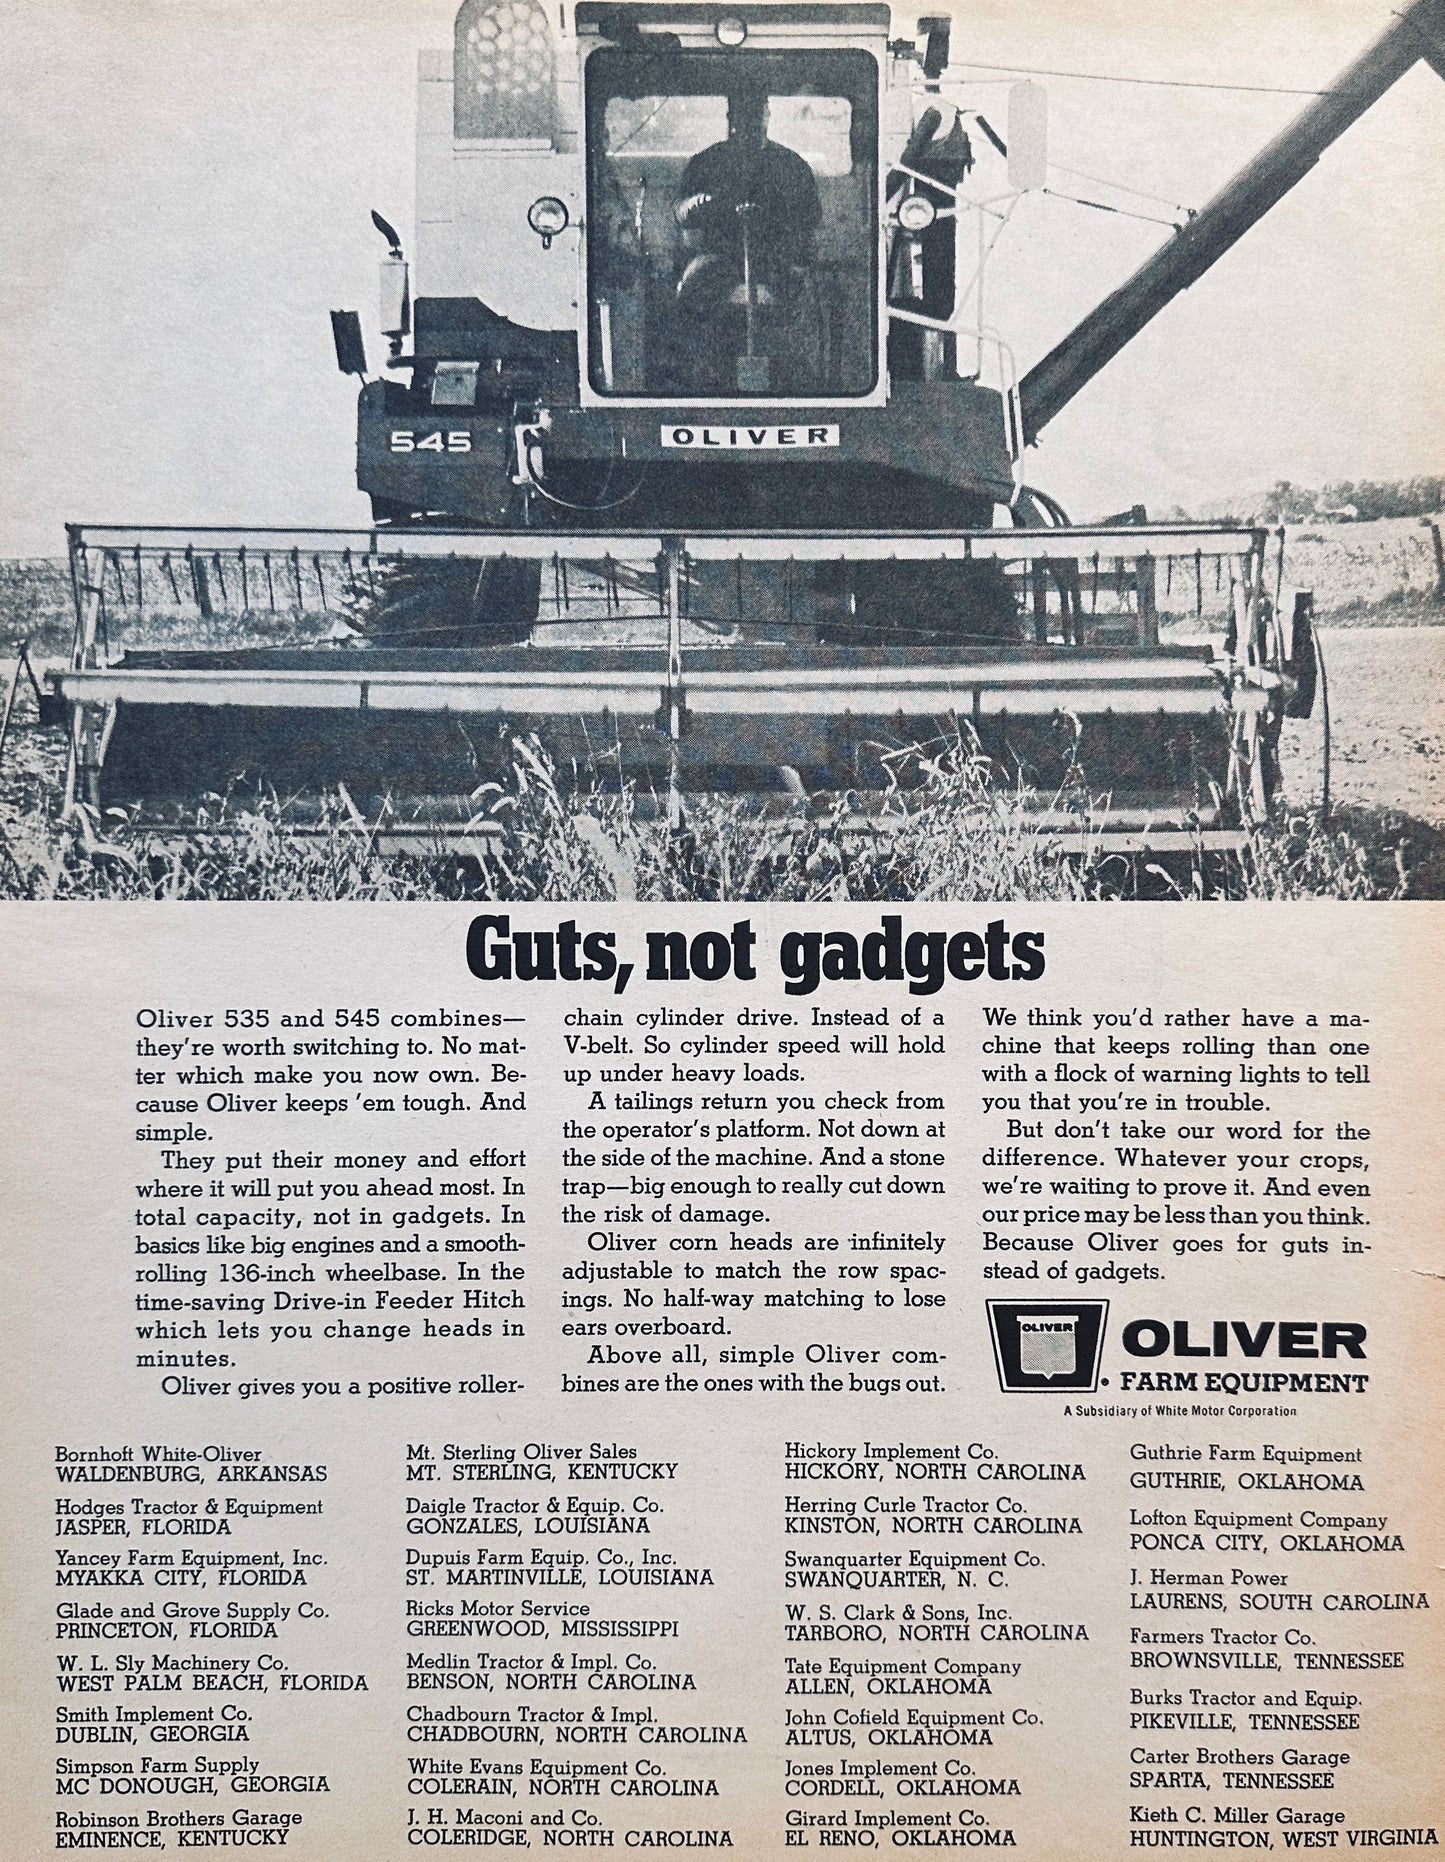 545
OLIVER
Guts, not gadgets
Oliver 535 and 545 combines—
they're worth switching to. No mat-
ter which make you now own. Be-
cause Oliver keeps 'em tough. And
simple.
They put their money and effort
where it will put you ahead most. In
total capacity, not in gadgets. In
basics like big engines and a smooth-
rolling 136-inch wheelbase. In the
time-saving Drive-in Feeder Hitch
which lets you change heads in
minutes.
Oliver gives you a positive roller-
chain cylinder drive. Instead of a
V-belt. So cylinder speed will hold
up under heavy loads.
A tailings return you check from
the operator's platform. Not down at
the side of the machine. And a stone
trap—big enough to really cut down
the risk of damage.
Oliver corn heads are infinitely
adjustable to match the row spac-
ings. No half-way matching to lose
ears overboard.
Above all, simple Oliver com-
bines are the ones with the bugs out.
We think you'd rather have a ma-
chine that keeps rolling than one
with a flock of warning lights to tell
you that you're in trouble.
But don't take our word for the
difference. Whatever your crops,
we're waiting to prove it. And even
our price may be less than you think.
Because Oliver goes for guts in-
stead of gadgets.
OLIVER
OLIVER
FARM EQUIPMENT
A Subsidiary of White Motor Corporation
Bornhoft White-Oliver
WALDENBURG, ARKANSAS
Hodges Tractor & Equipment
JASPER, FLORIDA
Yancey Farm Equipment, Inc.
MYAKKA CITY, FLORIDA
Glade and Grove Supply Co.
PRINCETON, FLORIDA
W. L. Sly Machinery Co.
WEST PALM BEACH, FLORIDA
Smith Implement Co.
DUBLIN, GEORGIA
Simpson Farm Supply
MC DONOUGH, GEORGIA
Robinson Brothers Garage
EMINENCE, KENTUCKY
Mt. Sterling Oliver Sales
MT. STERLING, KENTUCKY
Daigle Tractor & Equip. Co.
GONZALES, LOUISIANA
Dupuis Farm Equip. Co., Inc.
ST. MARTINVILLE, LOUISIANA
Ricks Motor Service
GREENWOOD, MISSISSIPPI
Medlin Tractor & Impl. Co.
BENSON, NORTH CAROLINA
Chadbourn Tractor & Impl.
CHADBOURN, NORTH CAROLINA
White Evans Equipment Co.
COLERAIN, NORTH CAROLINA
J. H. Maconi and Co.
COLERIDGE, NORTH CAROLINA
Hickory Implement Co.
HICKORY, NORTH CAROLINA
Herring Curle Tractor Co.
KINSTON, NORTH CAROLINA
Swanquarter Equipment Co.
SWANQUARTER, N. C.
W. S. Clark & Sons, Inc.
TARBORO, NORTH CAROLINA
Tate Equipment Company
ALLEN, OKLAHOMA
John Cofield Equipment Co.
ALTUS, OKLAHOMA
Jones Implement Co.
CORDELL, OKLAHOMA
Girard Implement Co.
EL RENO, OKLAHOMA
Guthrie Farm Equipment
GUTHRIE, OKLAHOMA
Lofton Equipment Company
PONCA CITY, OKLAHOMA
J. Herman Power
LAURENS, SOUTH CAROLINA
Farmers Tractor Co.
BROWNSVILLE, TENNESSEE
Burks Tractor and Equip.
PIKEVILLE, TENNESSEE
Carter Brothers Garage
SPARTA, TENNESSEE
Kieth C. Miller Garage
HUNTINGTON, WEST VIRGINIA